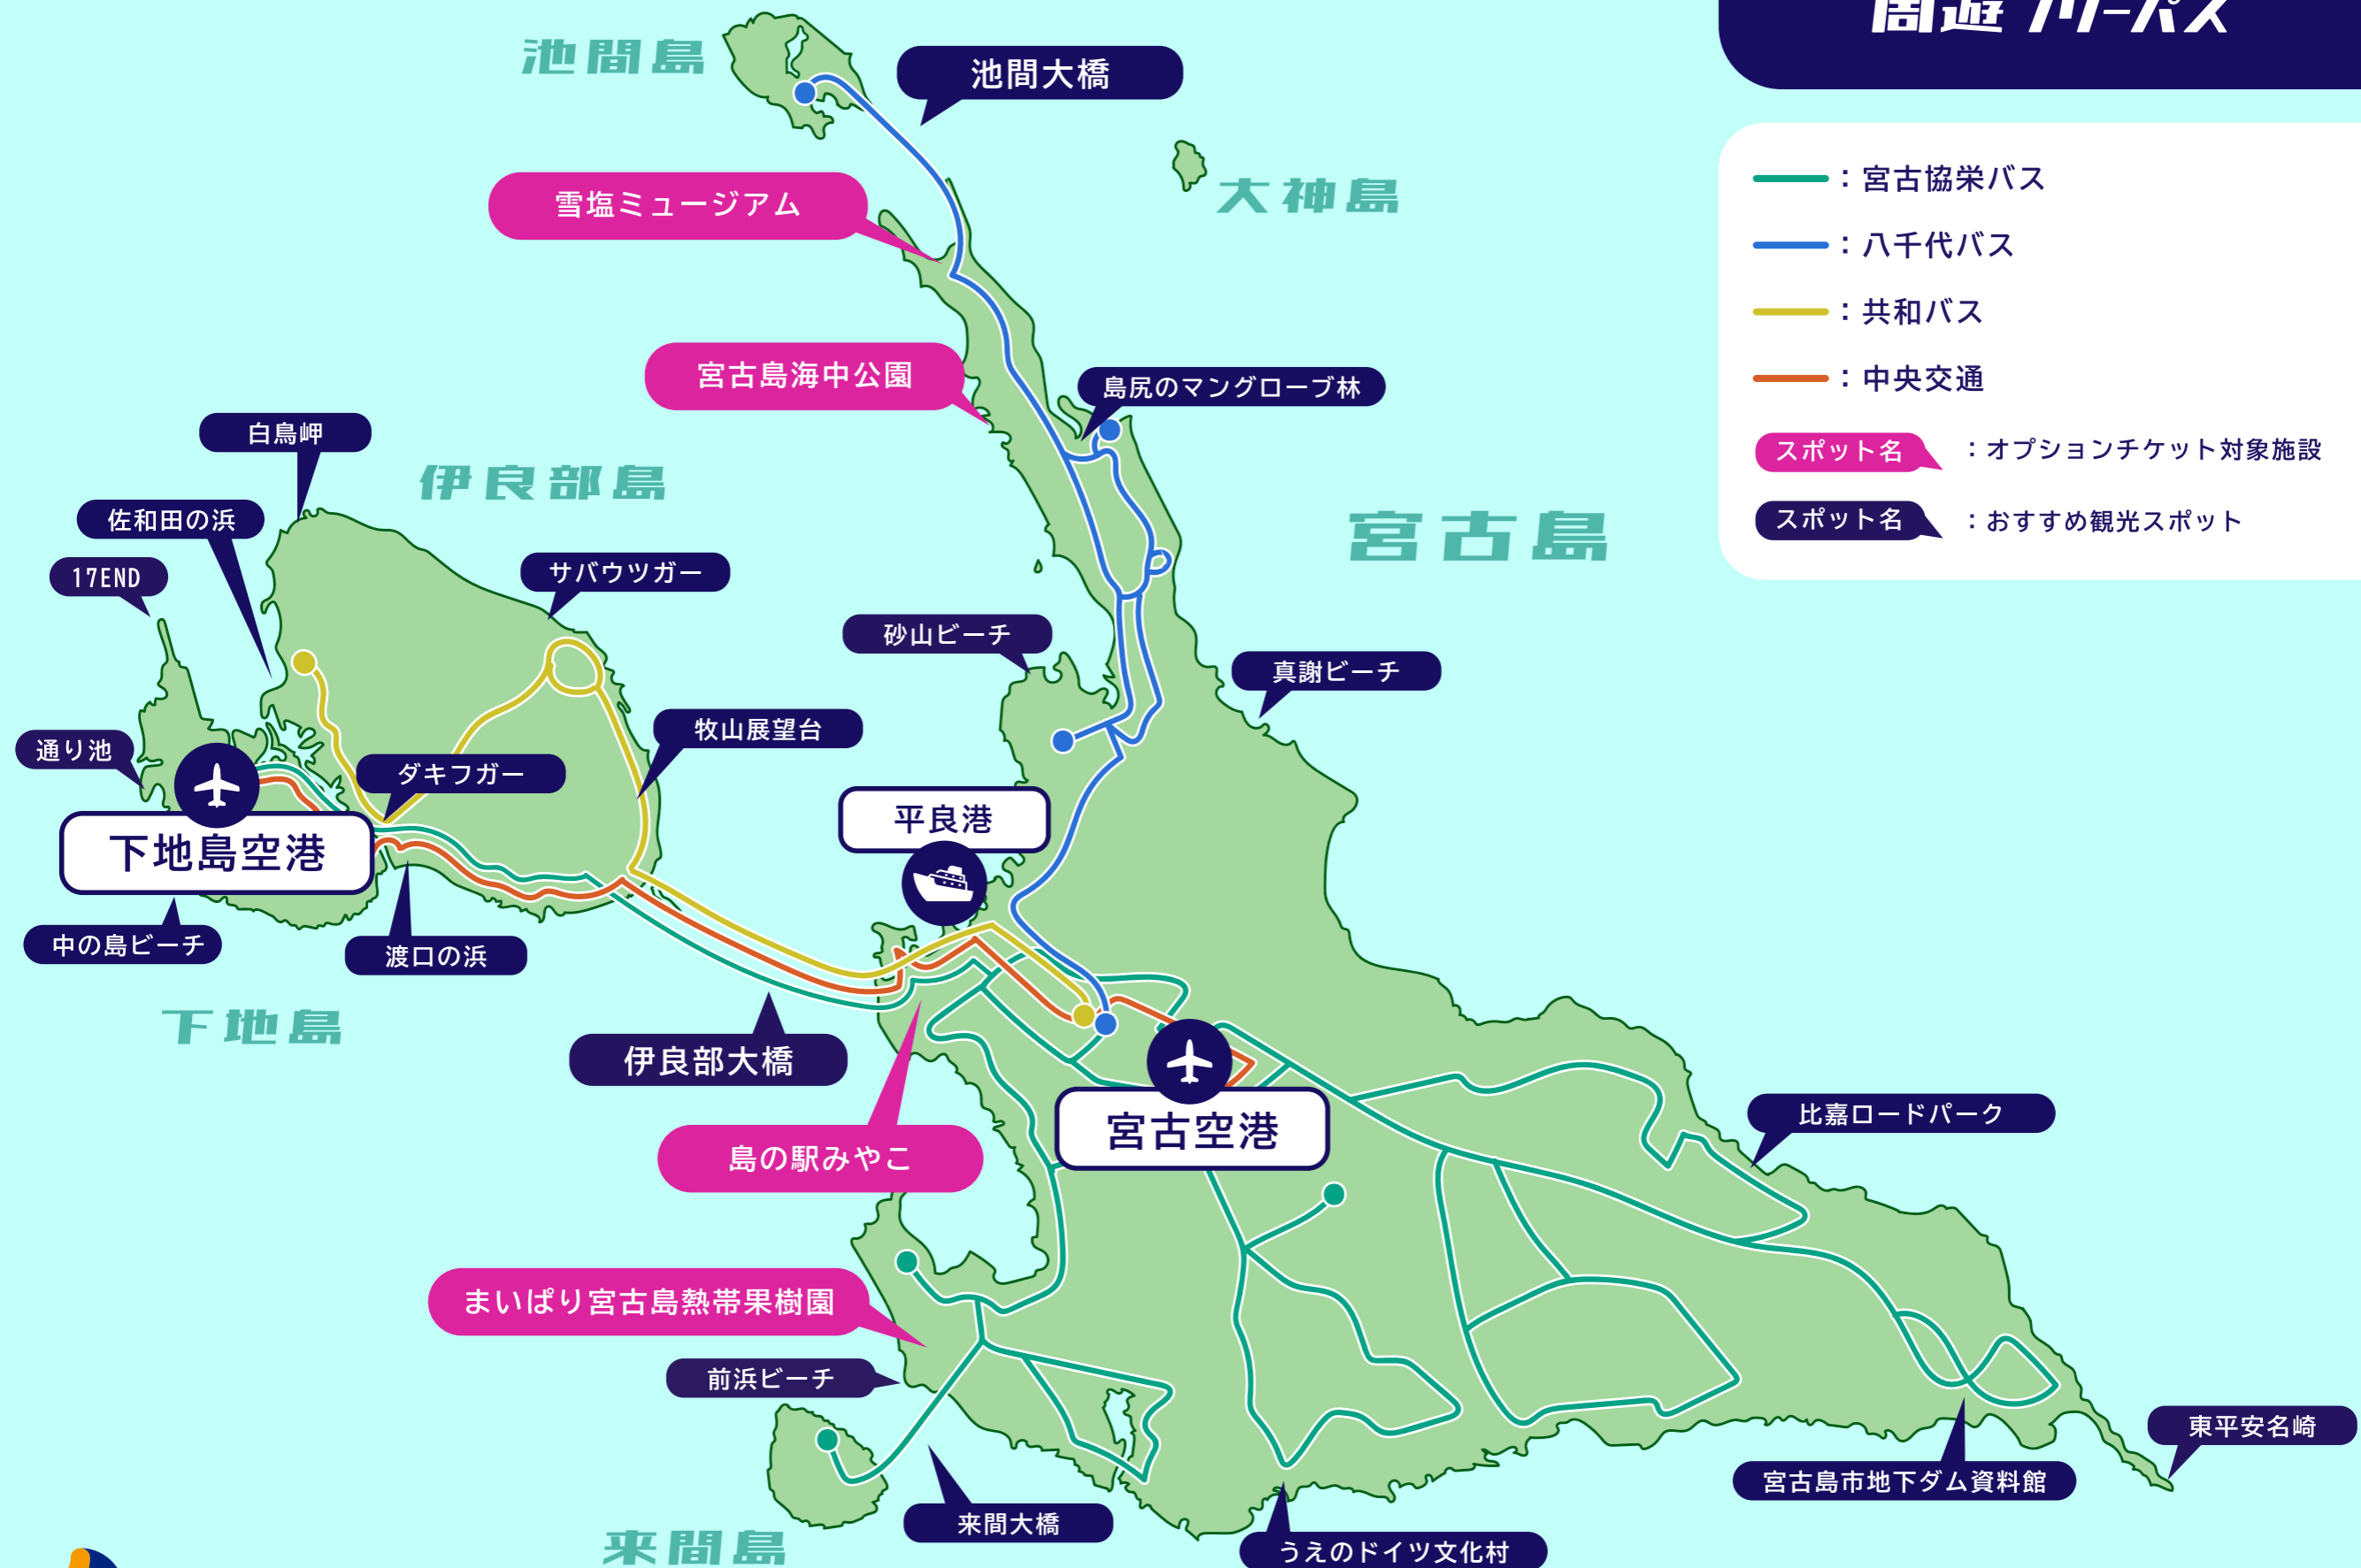 周遊フリーパス
：宮古協栄バス
：八千代バス
：共和バス
：中央交通
スポット名：オプションチケット対象施設
スポット名：おすすめ観光スポット
池間島
池間大橋
大神島
雪塩ミュージアム
宮古島海中公園
島尻のマングローブ林
白鳥岬
伊良部島
佐和田の浜
宮古島
17END
サバウツガー
砂山ビーチ
真謝ビーチ
牧山展望台
通り池
ダキフガー
平良港
下地島空港
中の島ビーチ
渡口の浜
下地島
伊良部大橋
宮古空港
島の駅みやこ
比嘉ロードパーク
まいぱり宮古島熱帯果樹園
前浜ビーチ
東平安名崎
宮古島市地下ダム資料館
来間大橋
来間島
うえのドイツ文化村